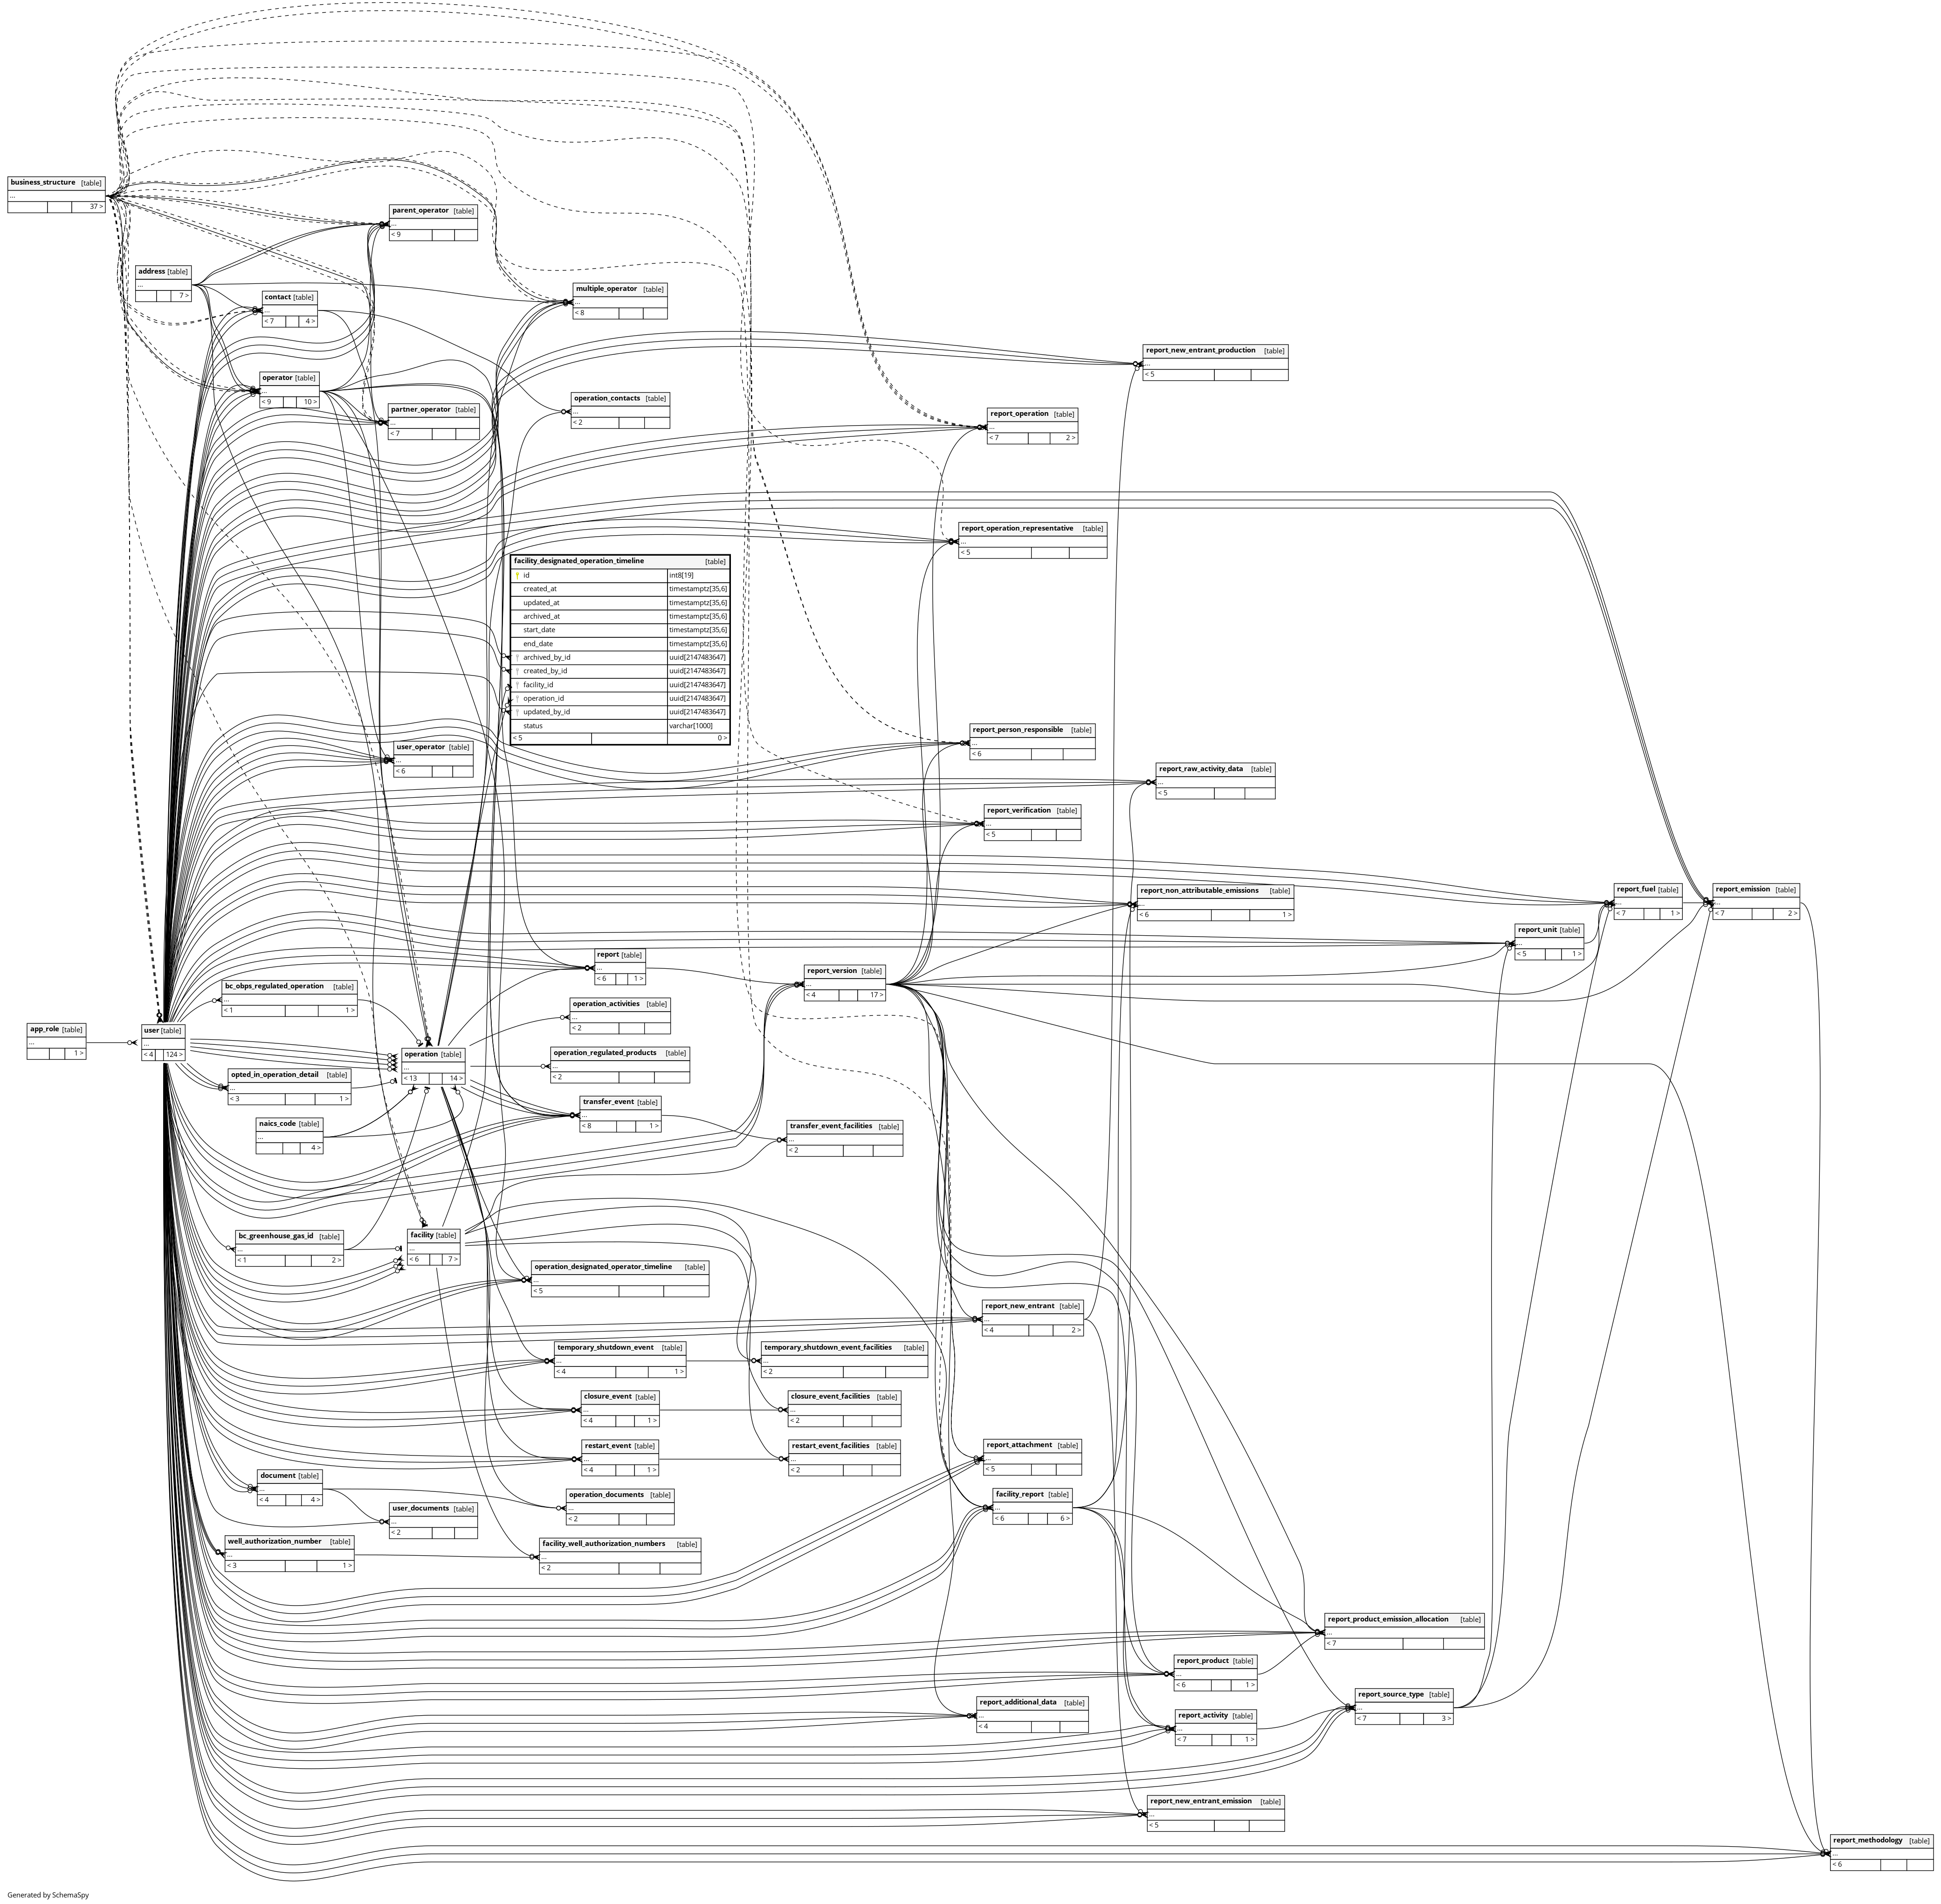 business_structure [table]
...
37 >
parent_operator [table]
...
< 9
address [table]
...
7 >
contact [table]
...
< 7 4 >
multiple_operator [table]
...
< 8
report_new_entrant_production [table]
...
< 5
operator [table]
...
< 9 10 >
operation_contacts [table]
...
< 2
partner_operator [table]
...
< 7
report_operation [table]
...
< 7 2 >
report_operation_representative [table]
...
< 5
facility_designated_operation_timeline [table]
id int8[19]
created_at timestamptz[35,6]
updated_at timestamptz[35,6]
archived_at timestamptz[35,6]
start_date timestamptz[35,6]
end_date timestamptz[35,6]
archived_by_id uuid[2147483647]
created_by_id uuid[2147483647]
facility_id uuid[2147483647]
operation_id uuid[2147483647]
updated_by_id uuid[2147483647]
status varchar[1000]
< 5 0 >
report_person_responsible [table]
...
< 6
user_operator [table]
...
< 6
report_raw_activity_data [table]
...
< 5
report_verification [table]
...
< 5
report_non_attributable_emissions [table]
...
< 6 1 >
report_fuel [table]
...
< 7 1 >
report_emission [table]
...
< 7 2 >
report_unit [table]
...
< 5 1 >
report [table]
...
< 6 1 >
report_version [table]
...
< 4 17 >
bc_obps_regulated_operation [table]
...
< 1 1 >
operation_activities [table]
...
< 2
app_role [table]
...
1 >
user [table]
...
< 4 124 >
operation [table]
...
< 13 14 >
operation_regulated_products [table]
...
< 2
opted_in_operation_detail [table]
...
< 3 1 >
transfer_event [table]
...
< 8 1 >
naics_code [table]
...
4 >
transfer_event_facilities [table]
...
< 2
bc_greenhouse_gas_id [table]
...
< 1 2 >
facility [table]
...
< 6 7 >
operation_designated_operator_timeline [table]
...
< 5
report_new_entrant [table]
...
< 4 2 >
temporary_shutdown_event [table]
...
< 4 1 >
temporary_shutdown_event_facilities [table]
...
< 2
closure_event [table]
...
< 4 1 >
closure_event_facilities [table]
...
< 2
restart_event [table]
...
< 4 1 >
restart_event_facilities [table]
...
< 2
report_attachment [table]
...
< 5
document [table]
...
< 4 4 >
operation_documents [table]
...
< 2
facility_report [table]
...
< 6 6 >
user_documents [table]
...
< 2
well_authorization_number [table]
...
< 3 1 >
facility_well_authorization_numbers [table]
...
< 2
report_product_emission_allocation [table]
...
< 7
report_product [table]
...
< 6 1 >
report_source_type [table]
...
< 7 3 >
report_additional_data [table]
...
< 4
report_activity [table]
...
< 7 1 >
report_new_entrant_emission [table]
...
< 5
report_methodology [table]
...
< 6
Generated by SchemaSpy